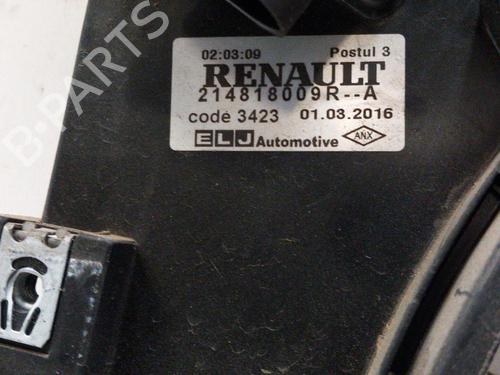 02:03:09 Postul 3
RENAULT
214818009R--A
code 3423 01.03.2016
ELJ Automotive ANX
B-PARTS